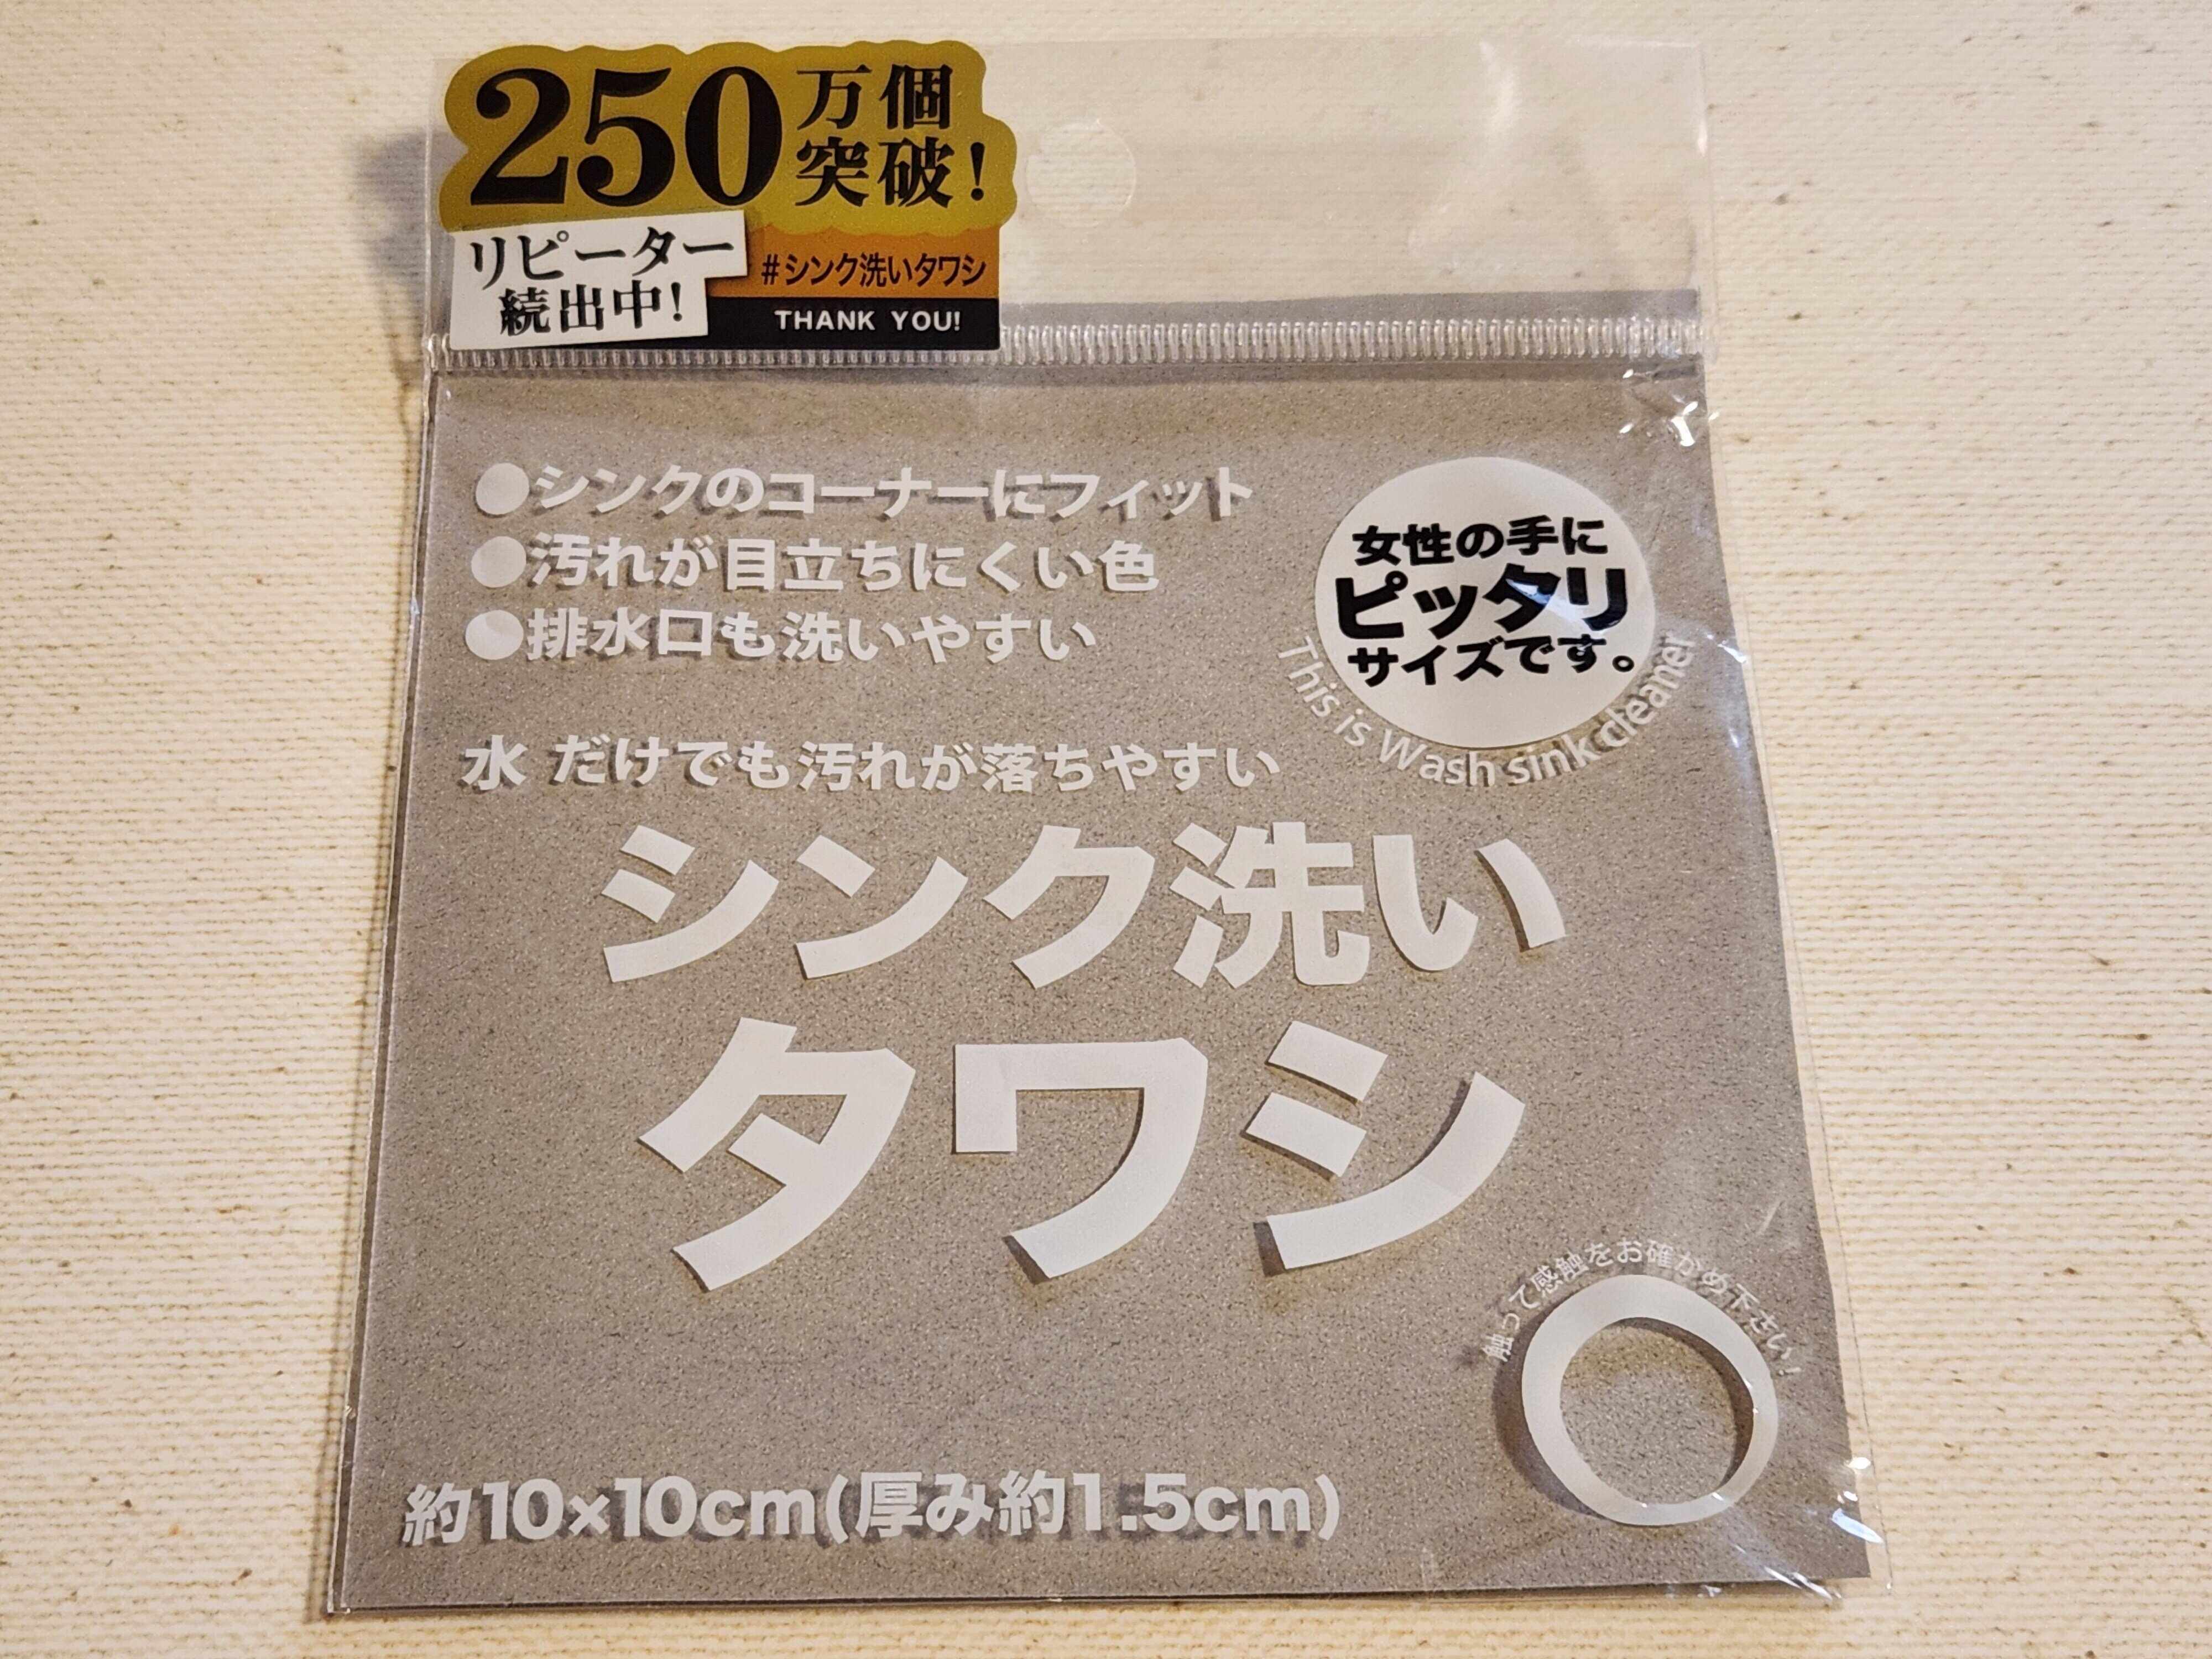 250万個
突破!
リピーター
続出中!
#シンク洗いタワシ
THANK YOU!
●シンクのコーナーにフィット
●汚れが目立ちにくい色
●排水口も洗いやすい
女性の手に
ピッタリ
サイズです。
This is Wash sink cleaner
水 だけでも汚れが落ちやすい
シンク洗い
タワシ
触って感触をお確かめ下さい!
約10×10cm(厚み約1.5cm)